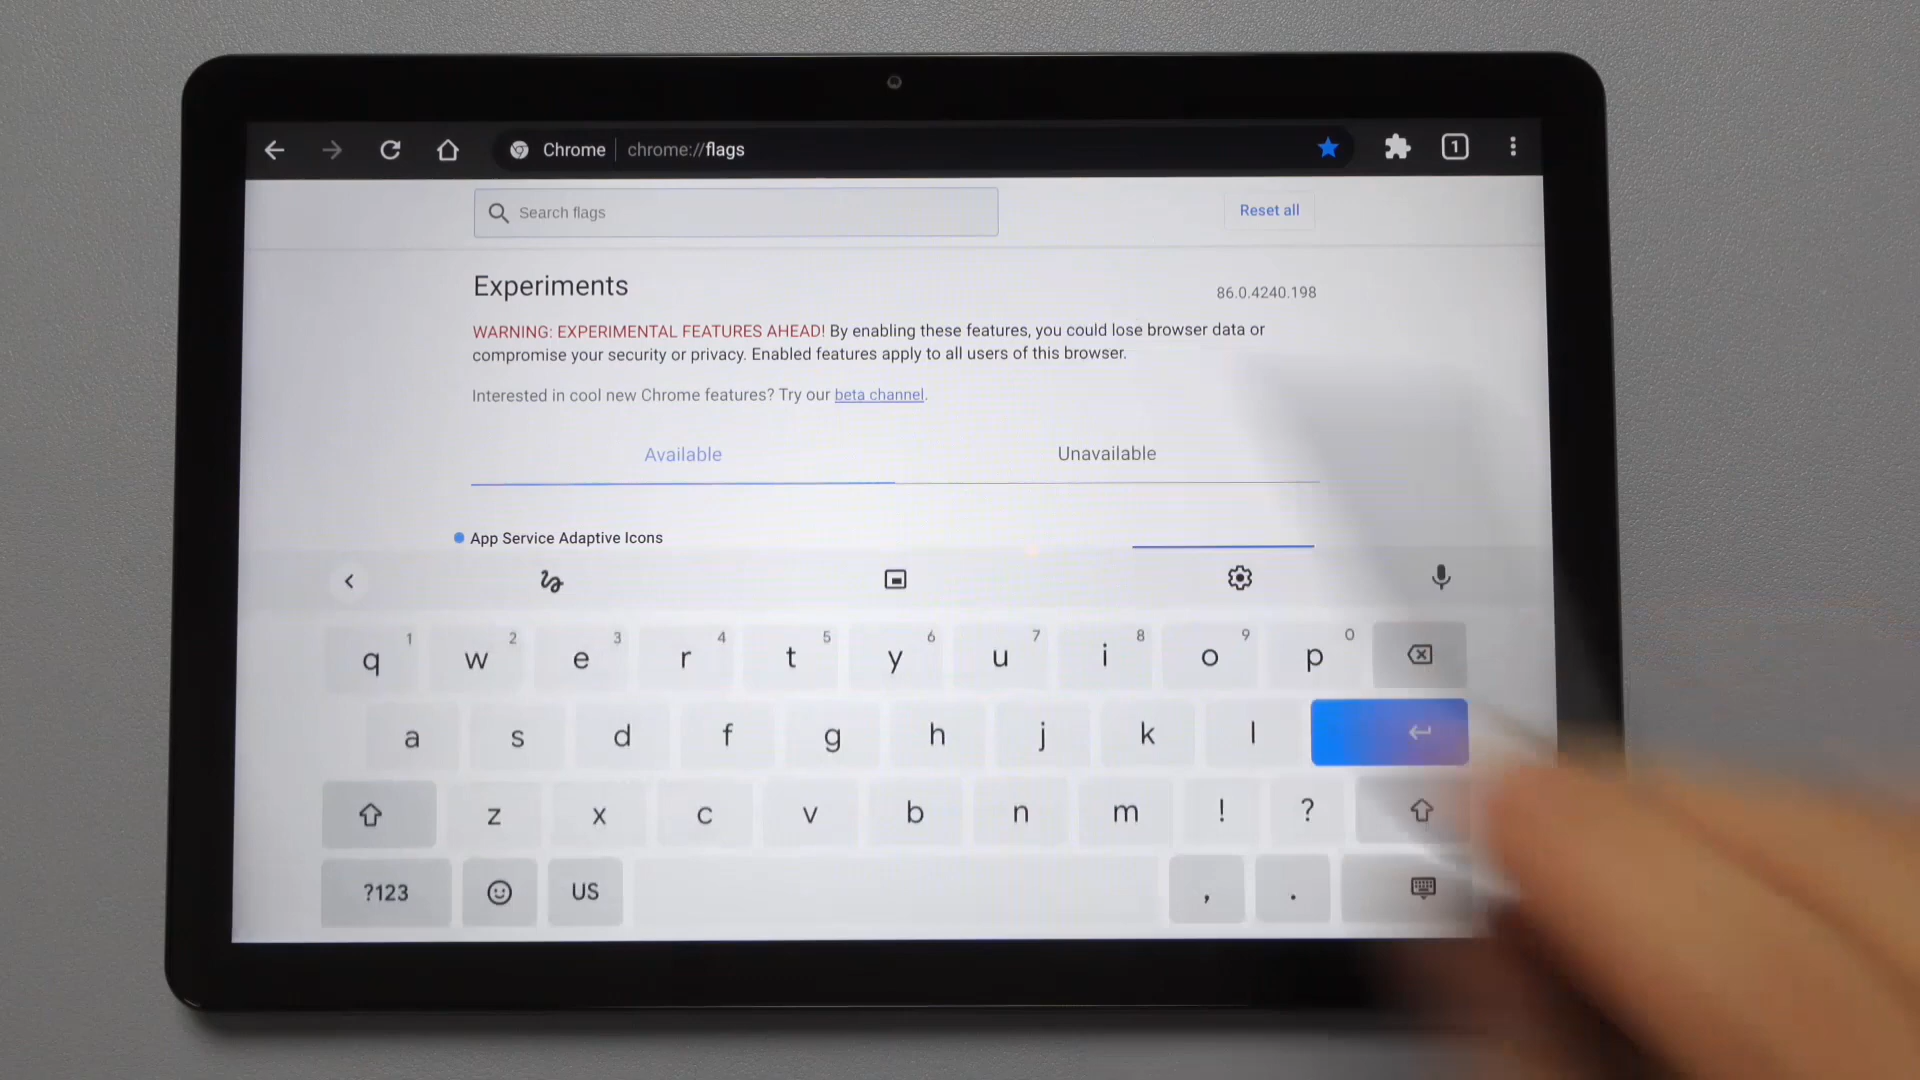 Chrome chrome://flags 1
Search flags
Reset all
Experiments
86.0.4240.198
WARNING: EXPERIMENTAL FEATURES AHEAD! By enabling these features, you could lose browser data or
compromise your security or privacy. Enabled features apply to all users of this browser.
Interested in cool new Chrome features? Try our beta channel.
Available
Unavailable
App Service Adaptive Icons
1 2 3 4 5 6 7 8 9 0
q w e r t y u i o p
a s d f g h j k l
z x c v b n m ! ?
?123 US , .